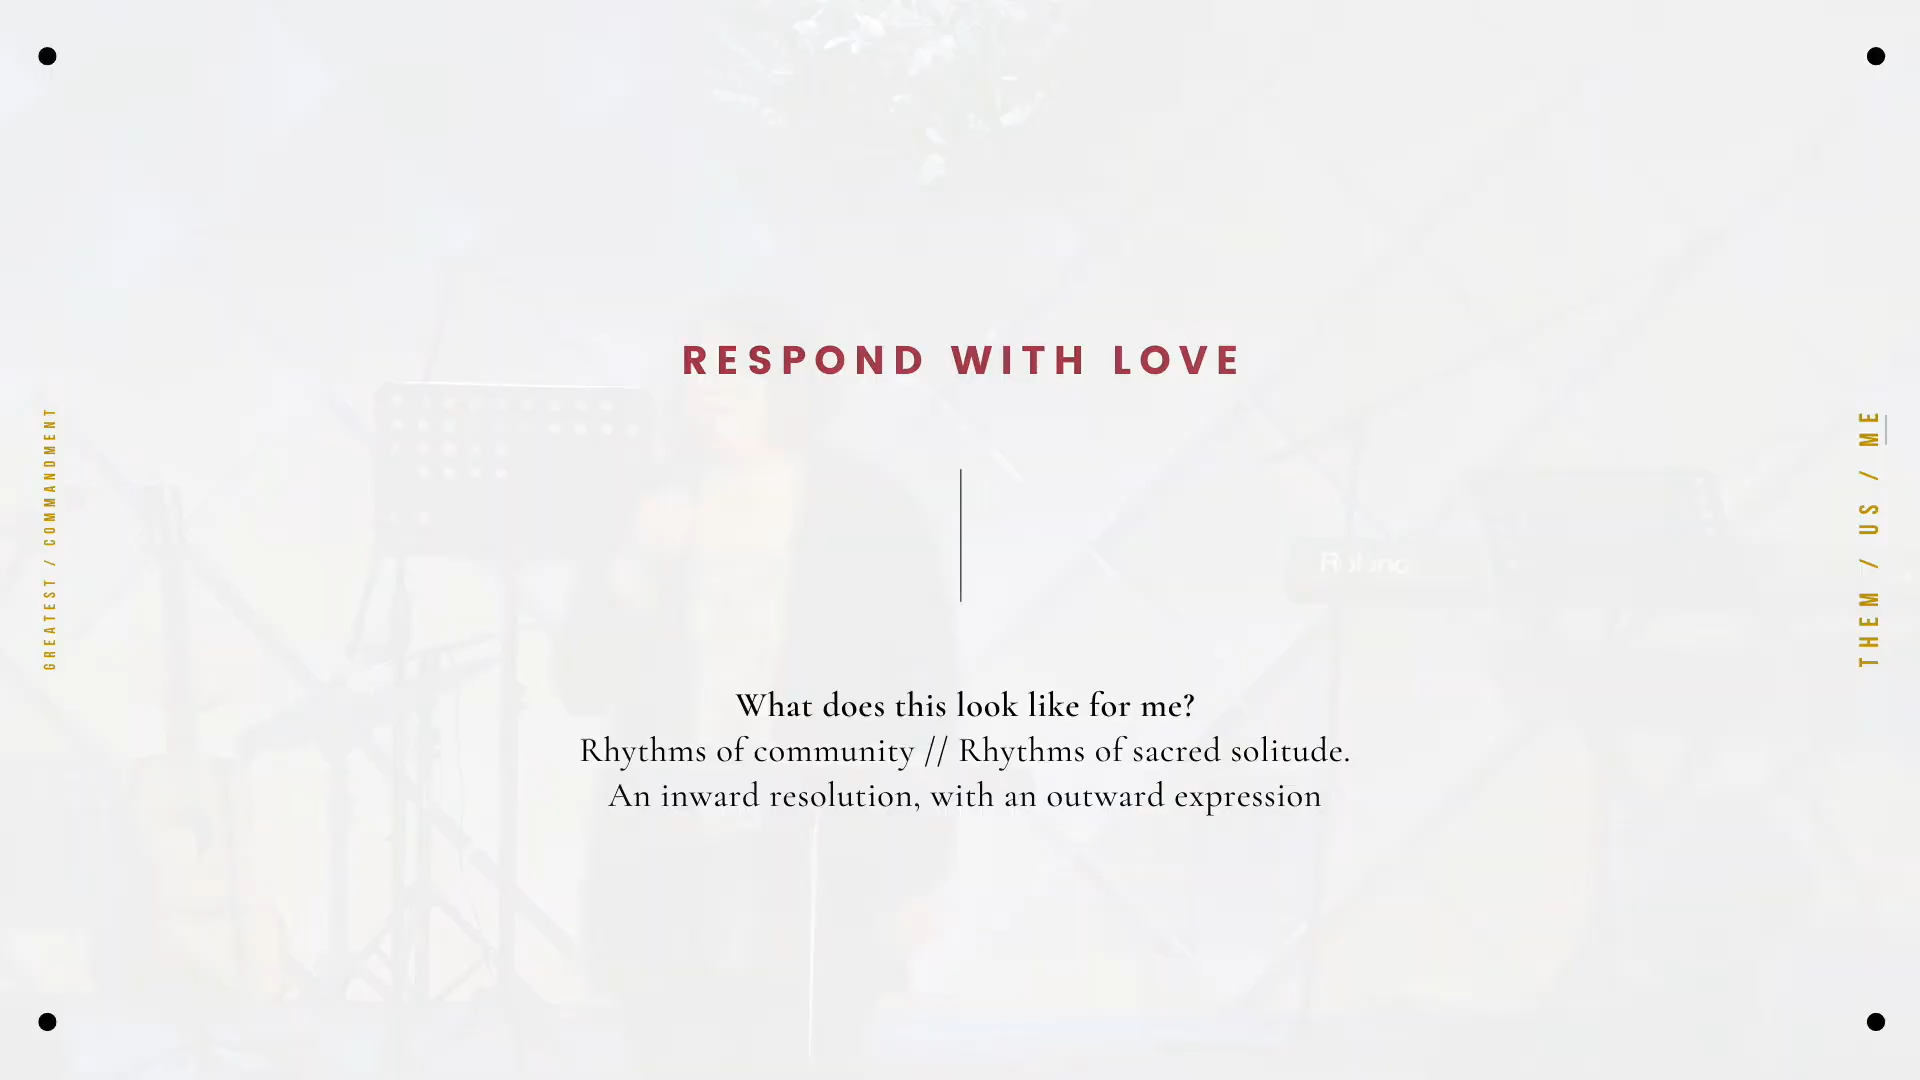 RESPOND WITH LOVE
GREATEST / COMMANDMENT
THEM / US / ME
Roland
What does this look like for me?
Rhythms of community // Rhythms of sacred solitude.
An inward resolution, with an outward expression